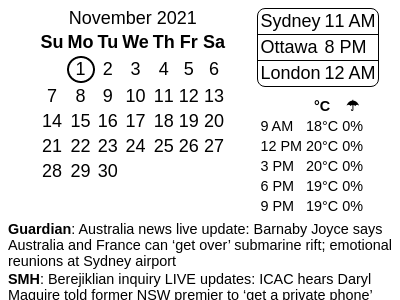 November 2021
Su Mo Tu We Th Fr Sa
1 2 3 4 5 6
7 8 9 10 11 12 13
14 15 16 17 18 19 20
21 22 23 24 25 26 27
28 29 30
Sydney 11 AM
Ottawa 8 PM
London 12 AM
°C ☂
9 AM 18°C 0%
12 PM 20°C 0%
3 PM 20°C 0%
6 PM 19°C 0%
9 PM 19°C 0%
Guardian: Australia news live update: Barnaby Joyce says
Australia and France can ‘get over’ submarine rift; emotional
reunions at Sydney airport
SMH: Berejiklian inquiry LIVE updates: ICAC hears Daryl
Maguire told former NSW premier to ‘get a private phone’